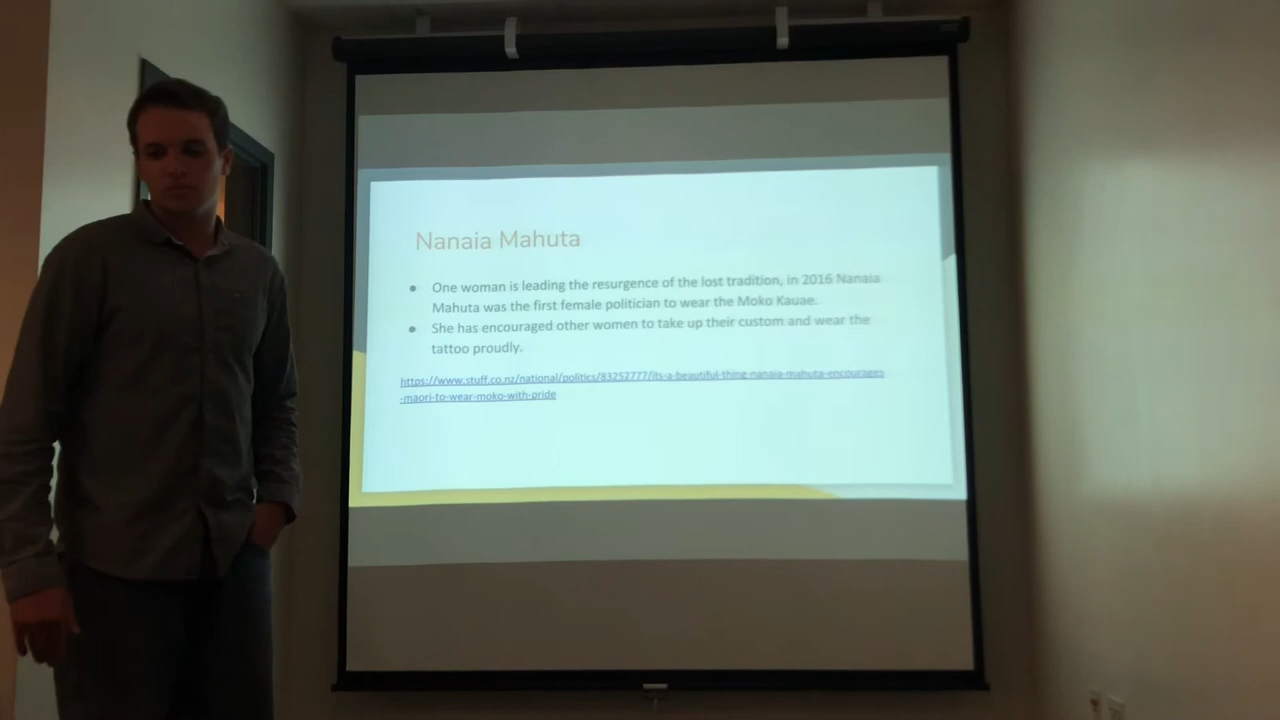 Nanaia Mahuta
● One woman is leading the resurgence of the lost tradition, in 2016 Nanaia
Mahuta was the first female politician to wear the Moko Kauae.
● She has encouraged other women to take up their custom and wear the
tattoo proudly.
https://www.stuff.co.nz/national/politics/83252777/its-a-beautiful-thing-nanaia-mahuta-encourages
-maori-to-wear-moko-with-pride